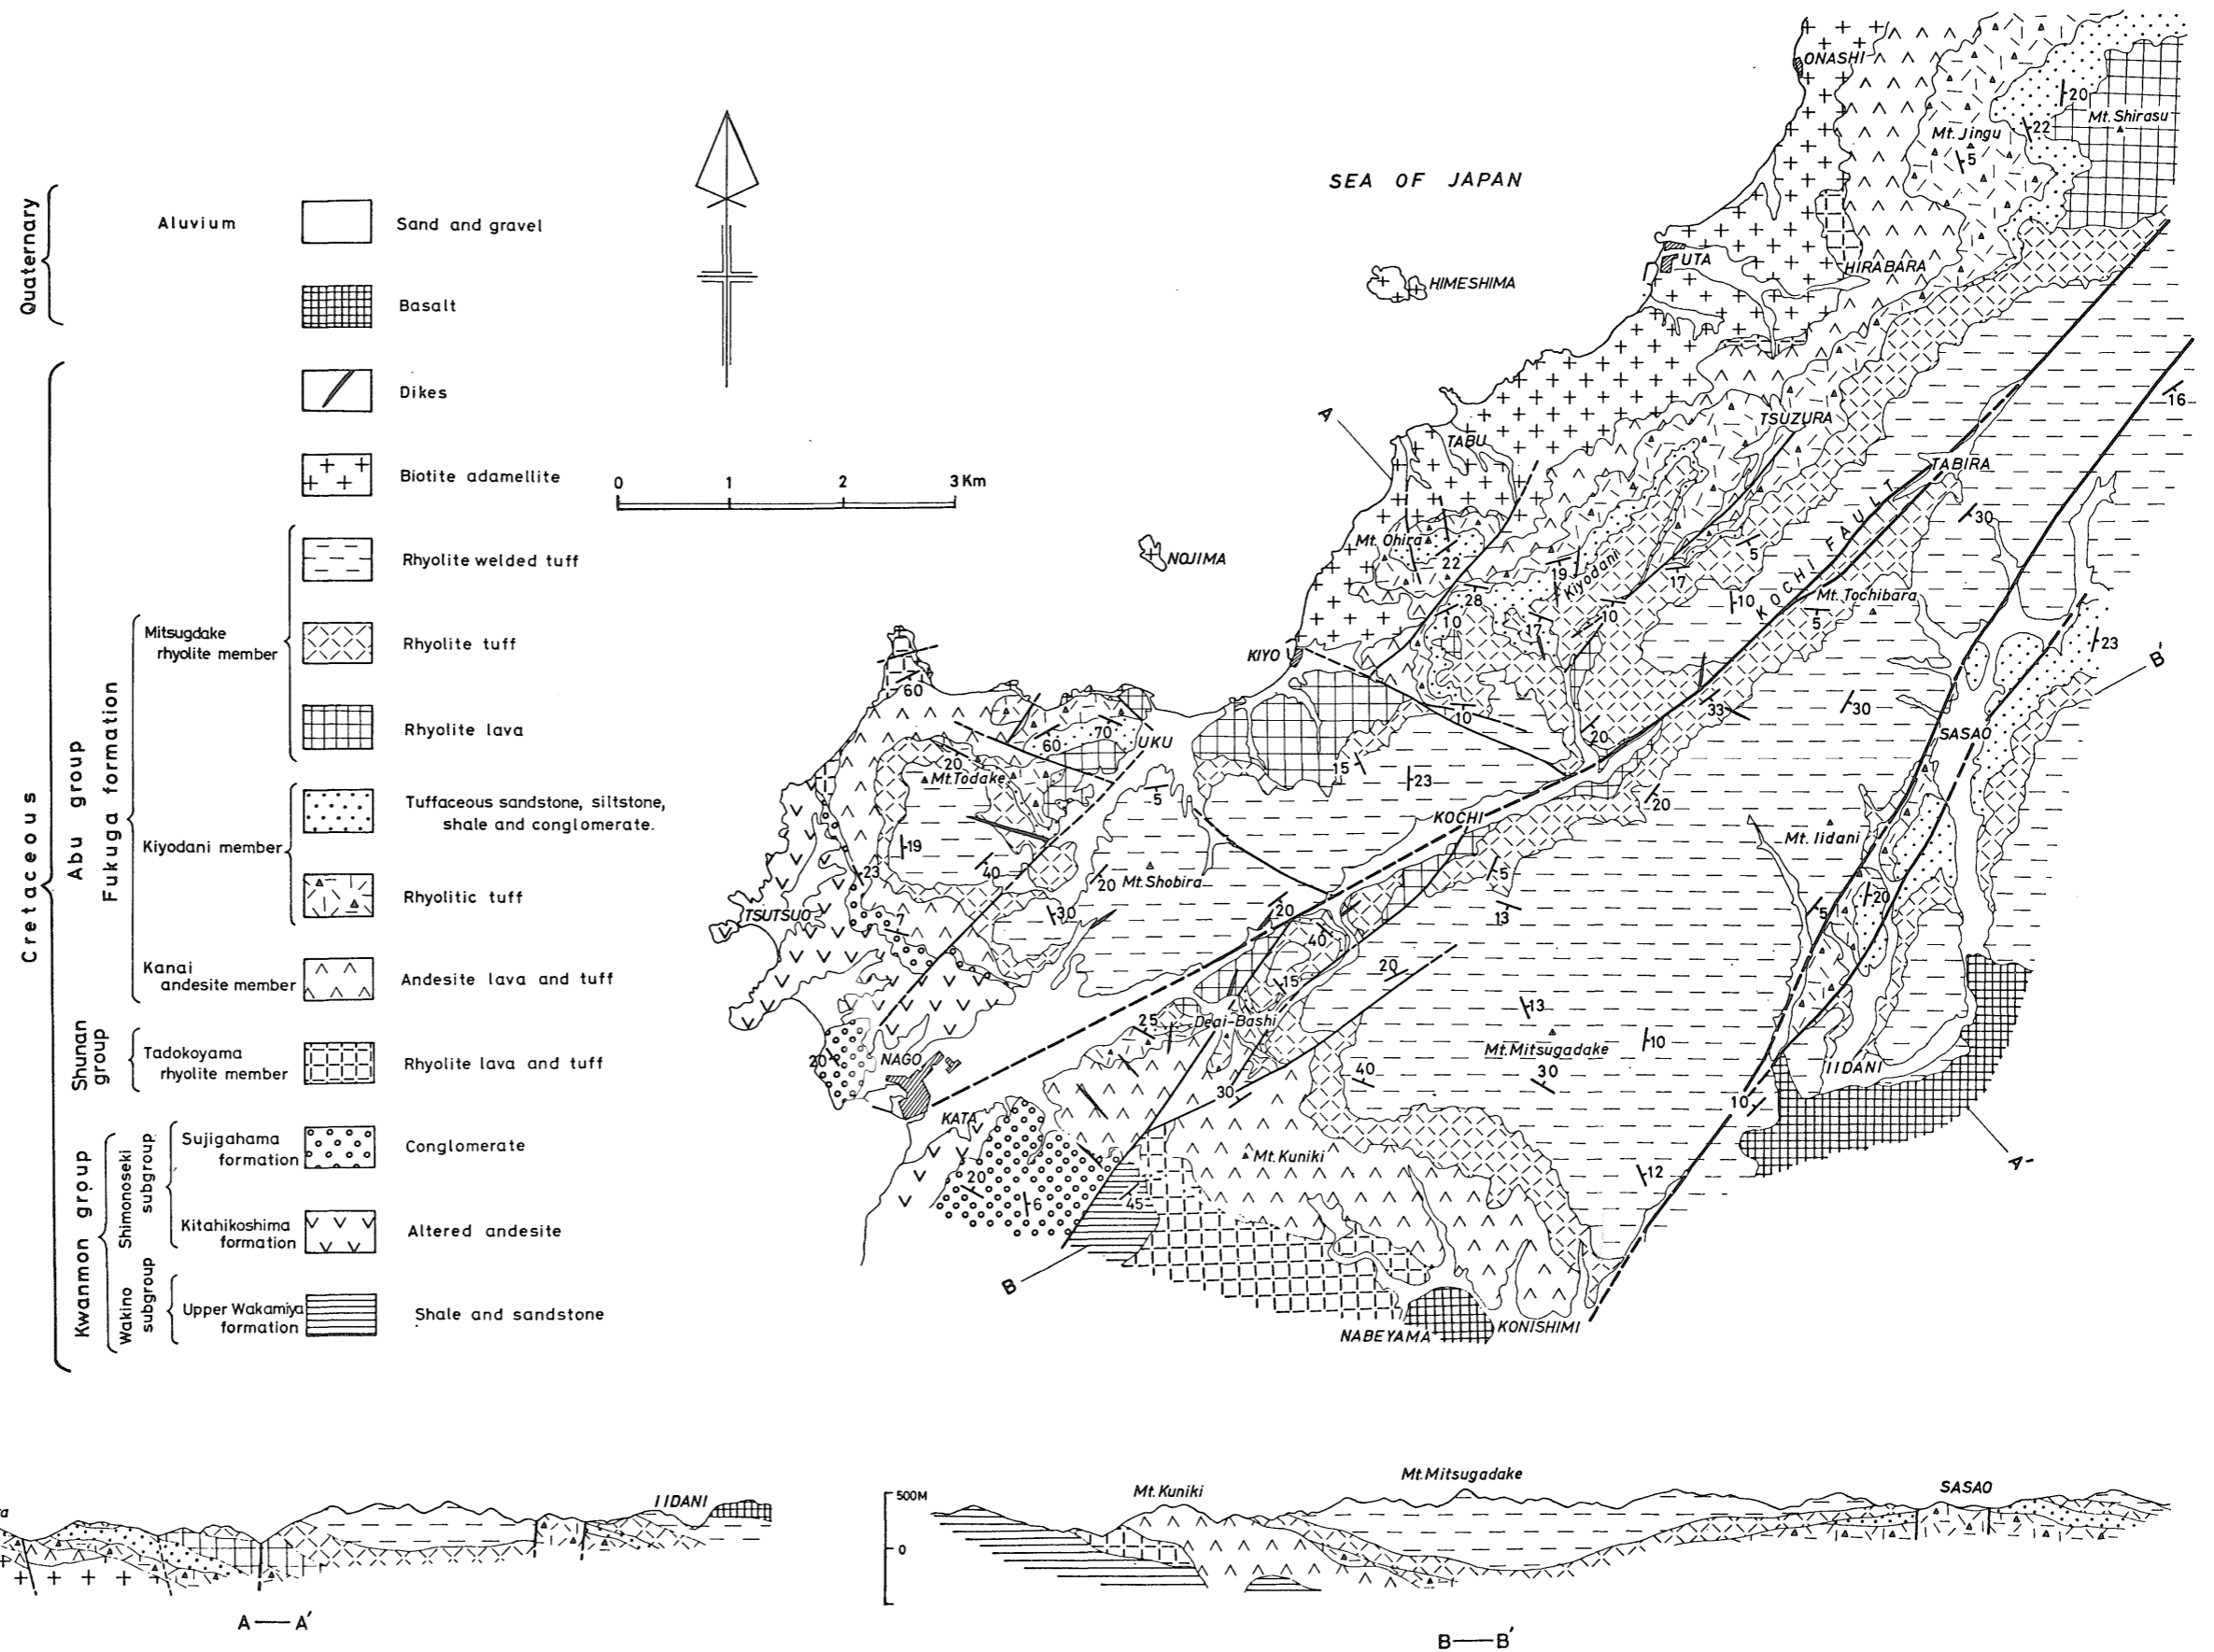 Quaternary
Aluvium
Sand and gravel
Basalt
Dikes
Biotite adamellite
Cretaceous
Abu group
Fukuga formation
Mitsugdake
rhyolite member
Rhyolite welded tuff
Rhyolite tuff
Rhyolite lava
Kiyodani member
Tuffaceous sandstone, siltstone,
shale and conglomerate.
Rhyolitic tuff
Kanai
andesite member
Andesite lava and tuff
Shunan
group
Tadokoyama
rhyolite member
Rhyolite lava and tuff
Kwanmon group
Shimonoseki
subgroup
Sujigahama
formation
Conglomerate
Kitahikoshima
formation
Altered andesite
Wakino
subgroup
Upper Wakamiya
formation
Shale and sandstone
0 1 2 3 Km
SEA OF JAPAN
ONASHI
20
Mt. Shirasu
22
Mt. Jingu
5
UTA
HIRABARA
HIMESHIMA
A
TABU
TSUZURA
16
TABIRA
30
KOCHI FAULT
Mt. Ohira
22
NOJIMA
19
Kiyodani
5
17
28
10
10
10
17
Mt. Tochibara
5
23
B'
KIYO
60
10
33
30
20
SASAO
70
60
UKU
20
Mt. Todake
15
23
5
20
KOCHI
Mt. Iidani
19
23
40
20
Mt. Shobira
5
30
20
13
5
20
TSUTSUO
7
40
20
15
13
25
Deai-Bashi
10
Mt. Mitsugadake
30
40
20
NAGO
30
IIDANI
10
KATA
Mt. Kuniki
12
A'
20
6
45
B
NABEYAMA
KONISHIMI
IIDANI
A — A'
500M
0
Mt. Kuniki
Mt. Mitsugadake
SASAO
B — B'